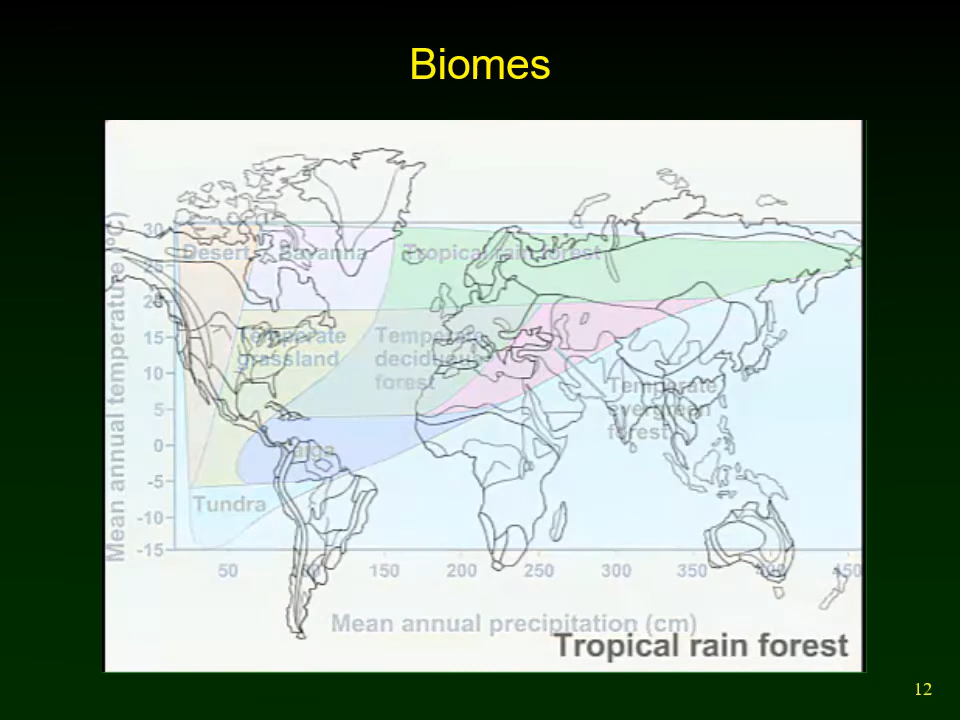 Biomes
Mean annual temperature (°C)
30
25
20
15
10
5
0
-5
-10
-15
Desert
Savanna
Tropical rain forest
Temperate
grassland
Temperate
deciduous
forest
Temperate
evergreen
forest
Taiga
Tundra
50
100
150
200
250
300
350
400
450
Mean annual precipitation (cm)
Tropical rain forest
12